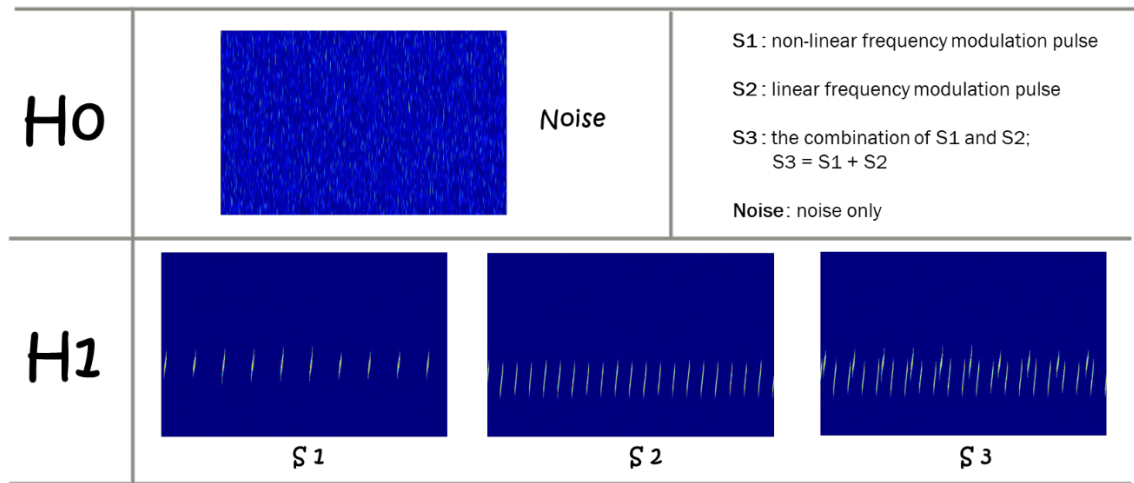 H0
Noise
S1: non-linear frequency modulation pulse
S2: linear frequency modulation pulse
S3: the combination of S1 and S2;
S3 = S1 + S2
Noise: noise only
H1
S 1
S 2
S 3